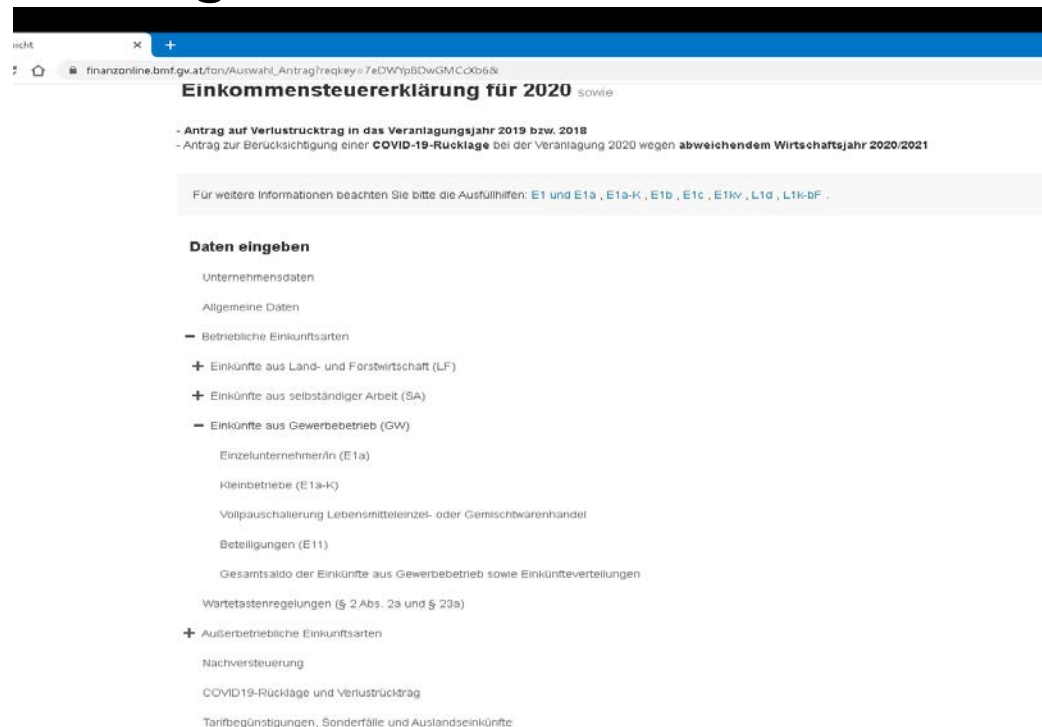 finanzonline.bmf.gv.at/fon/Auswahl_Antrag?reqkey=7eDWYpBDwGMCcXb6&
Einkommensteuererklärung für 2020 sowie
- Antrag auf Verlustrücktrag in das Veranlagungsjahr 2019 bzw. 2018
- Antrag zur Berücksichtigung einer COVID-19-Rücklage bei der Veranlagung 2020 wegen abweichendem Wirtschaftsjahr 2020/2021
Für weitere Informationen beachten Sie bitte die Ausfüllhilfen: E1 und E1a , E1a-K , E1b , E1c , E1kv , L1d , L1k-bF .
Daten eingeben
Unternehmensdaten
Allgemeine Daten
Betriebliche Einkunftsarten
Einkünfte aus Land- und Forstwirtschaft (LF)
Einkünfte aus selbständiger Arbeit (SA)
Einkünfte aus Gewerbebetrieb (GW)
Einzelunternehmer/in (E1a)
Kleinbetriebe (E1a-K)
Vollpauschalierung Lebensmitteleinzel- oder Gemischtwarenhandel
Beteiligungen (E11)
Gesamtsaldo der Einkünfte aus Gewerbebetrieb sowie Einkünfteverteilungen
Wartetastenregelungen (§ 2 Abs. 2a und § 23a)
Außerbetriebliche Einkunftsarten
Nachversteuerung
COVID19-Rücklage und Verlustrücktrag
Tarifbegünstigungen, Sonderfälle und Auslandseinkünfte